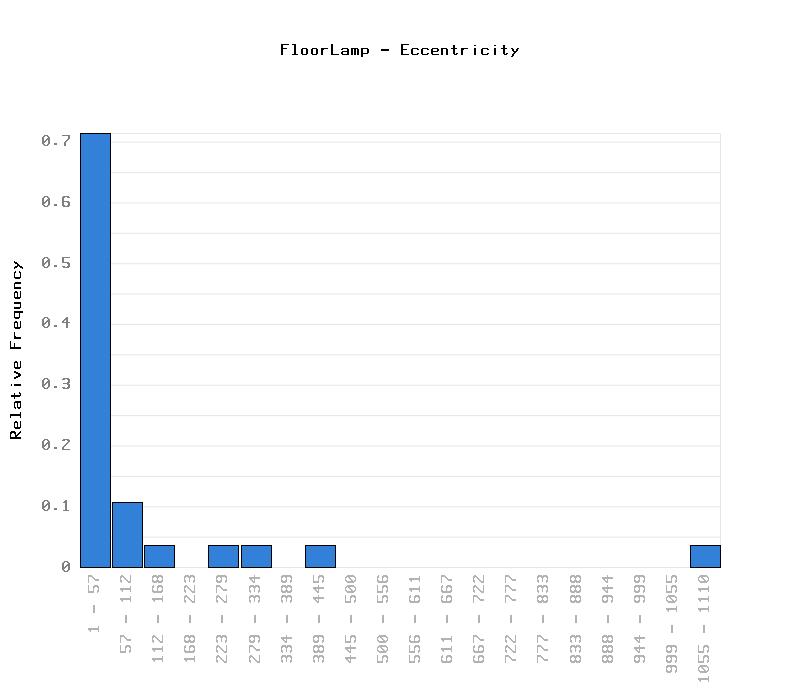 FloorLamp - Eccentricity
Relative Frequency
0.7
0.6
0.5
0.4
0.3
0.2
0.1
0
1 - 57
57 - 112
112 - 168
168 - 223
223 - 279
279 - 334
334 - 389
389 - 445
445 - 500
500 - 556
556 - 611
611 - 667
667 - 722
722 - 777
777 - 833
833 - 888
888 - 944
944 - 999
999 - 1055
1055 - 1110